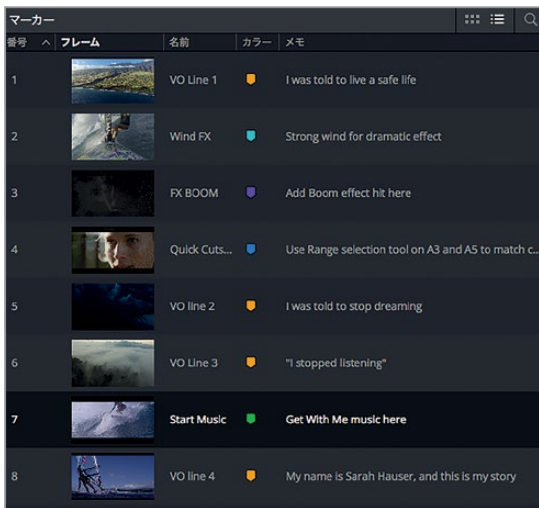 マーカー
番号 フレーム 名前 カラー メモ
1 VO Line 1 I was told to live a safe life
2 Wind FX Strong wind for dramatic effect
3 FX BOOM Add Boom effect hit here
4 Quick Cuts... Use Range selection tool on A3 and A5 to match c...
5 VO line 2 I was told to stop dreaming
6 VO Line 3 "I stopped listening"
7 Start Music Get With Me music here
8 VO line 4 My name is Sarah Hauser, and this is my story